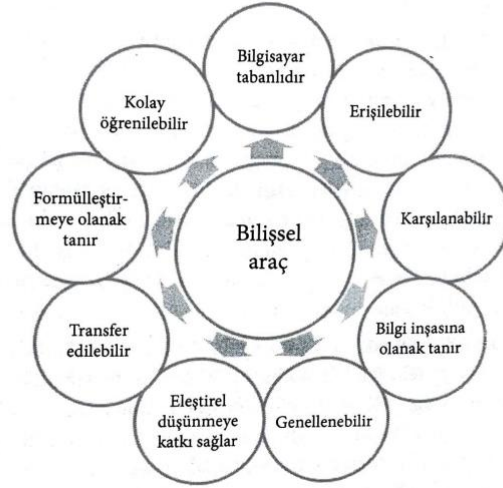 Bilgisayar
tabanlıdır
Erişilebilir
Karşılanabilir
Bilgi inşasına
olanak tanır
Genellenebilir
Eleştirel
düşünmeye
katkı sağlar
Transfer
edilebilir
Formülleştir-
meye olanak
tanır
Kolay
öğrenilebilir
Bilişsel
araç